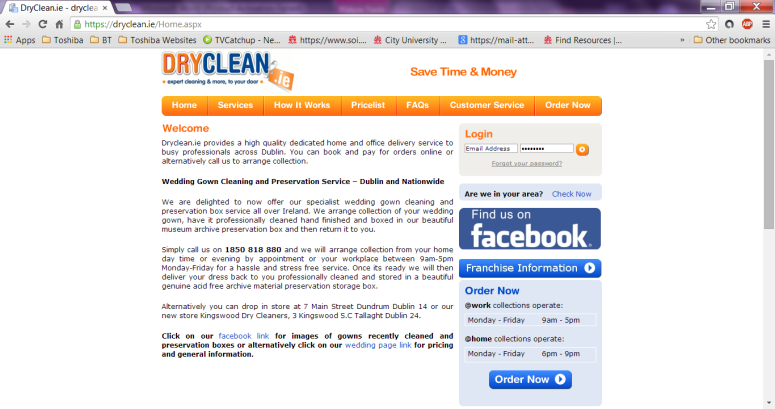 DryClean.ie - dryclea
https://dryclean.ie/Home.aspx
Apps Toshiba BT Toshiba Websites TVCatchup - Ne... https://www.soi.... City University ... https://mail-att... Find Resources |... » Other bookmarks
DRYCLEAN.ie
expert cleaning & more, to your door
Save Time & Money
Home Services How It Works Pricelist FAQs Customer Service Order Now
Welcome
Dryclean.ie provides a high quality dedicated home and office delivery service to
busy professionals across Dublin. You can book and pay for orders online or
alternatively call us to arrange collection.
Wedding Gown Cleaning and Preservation Service – Dublin and Nationwide
We are delighted to now offer our specialist wedding gown cleaning and
preservation box service all over Ireland. We arrange collection of your wedding
gown, have it professionally cleaned hand finished and boxed in our beautiful
museum archive preservation box and then return it to you.
Simply call us on 1850 818 880 and we will arrange collection from your home
day time or evening by appointment or your workplace between 9am-5pm
Monday-Friday for a hassle and stress free service. Once its ready we will then
deliver your dress back to you professionally cleaned and stored in a beautiful
genuine acid free archive material preservation storage box.
Alternatively you can drop in store at 7 Main Street Dundrum Dublin 14 or our
new store Kingswood Dry Cleaners, 3 Kingswood S.C Tallaght Dublin 24.
Click on our facebook link for images of gowns recently cleaned and
preservation boxes or alternatively click on our wedding page link for pricing
and general information.
Login
Email Address ••••••••
Forgot your password?
Are we in your area? Check Now
Find us on
facebook.
Franchise Information
Order Now
@work collections operate:
Monday - Friday 9am - 5pm
@home collections operate:
Monday - Friday 6pm - 9pm
Order Now